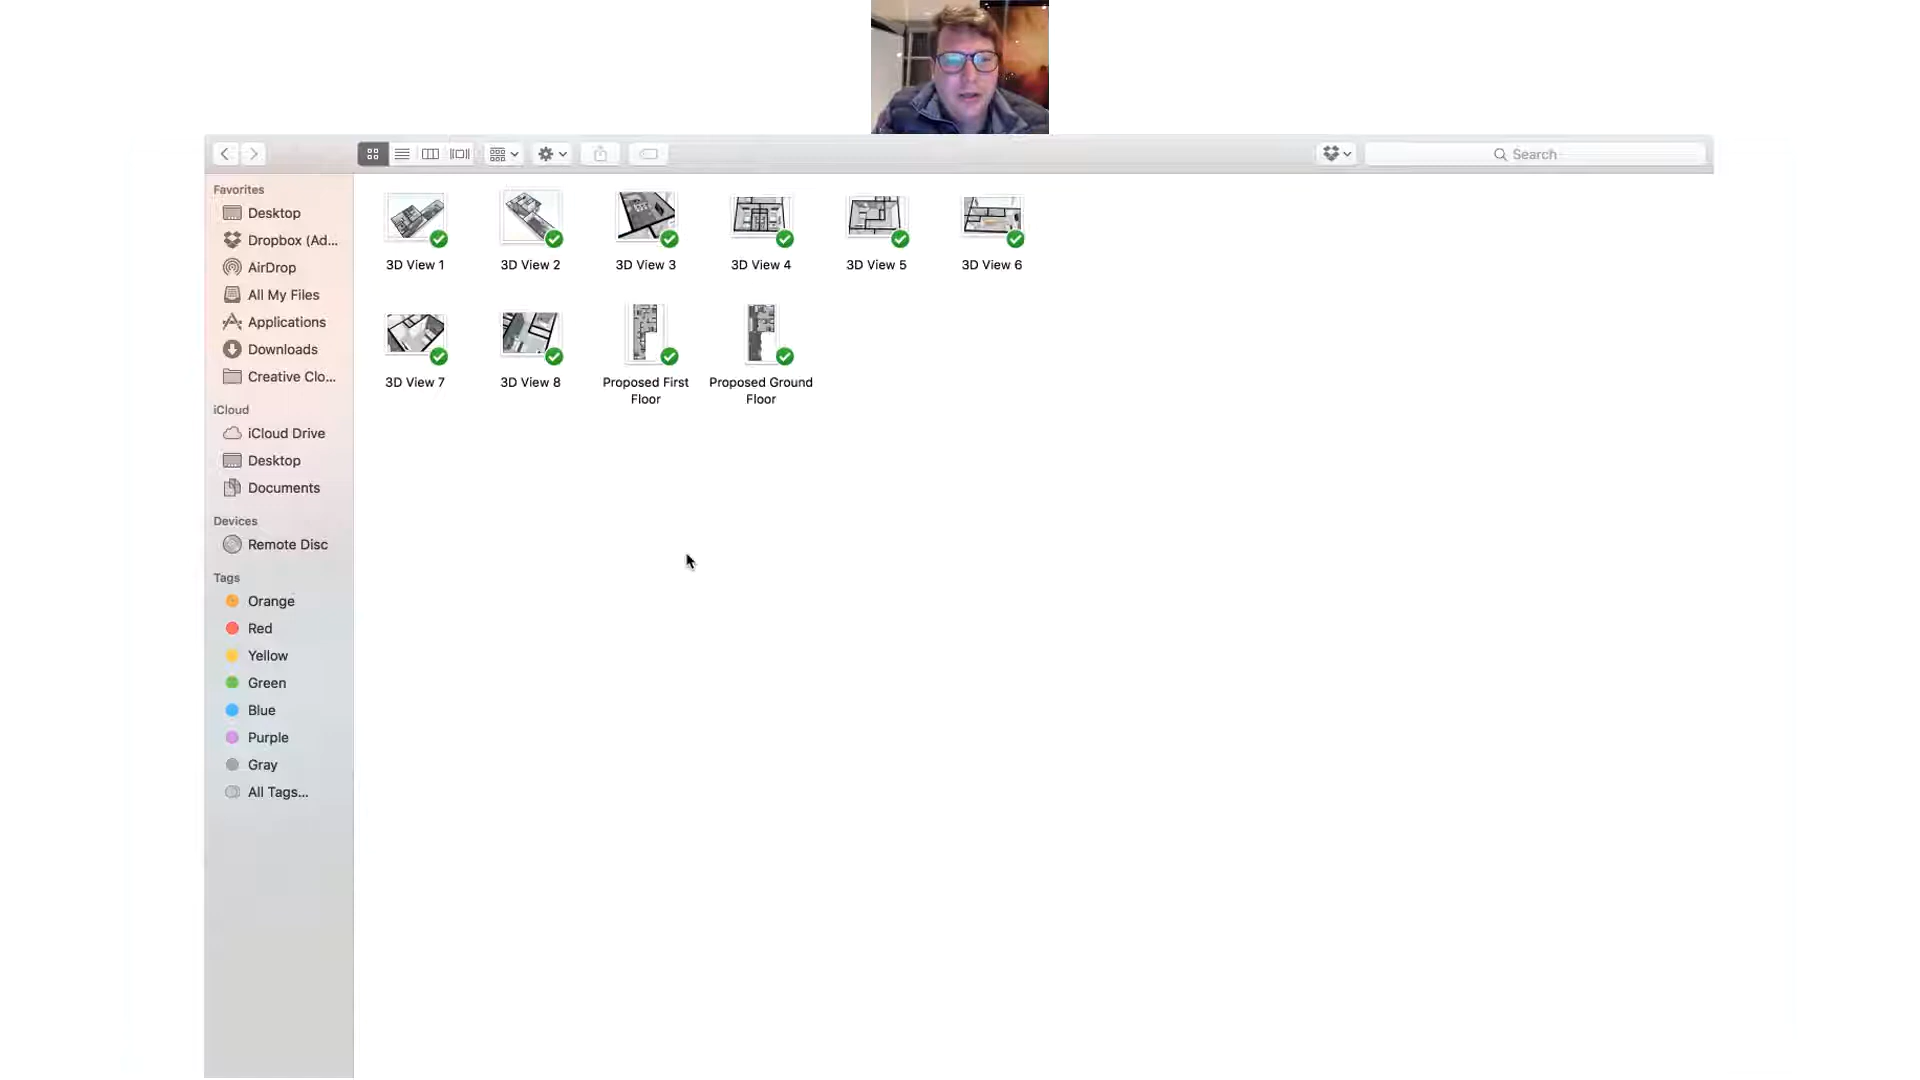 Search
Favorites
Desktop
Dropbox (Ad...
AirDrop
All My Files
Applications
Downloads
Creative Clo...
iCloud
iCloud Drive
Desktop
Documents
Devices
Remote Disc
Tags
Orange
Red
Yellow
Green
Blue
Purple
Gray
All Tags...
3D View 1
3D View 2
3D View 3
3D View 4
3D View 5
3D View 6
3D View 7
3D View 8
Proposed First
Floor
Proposed Ground
Floor